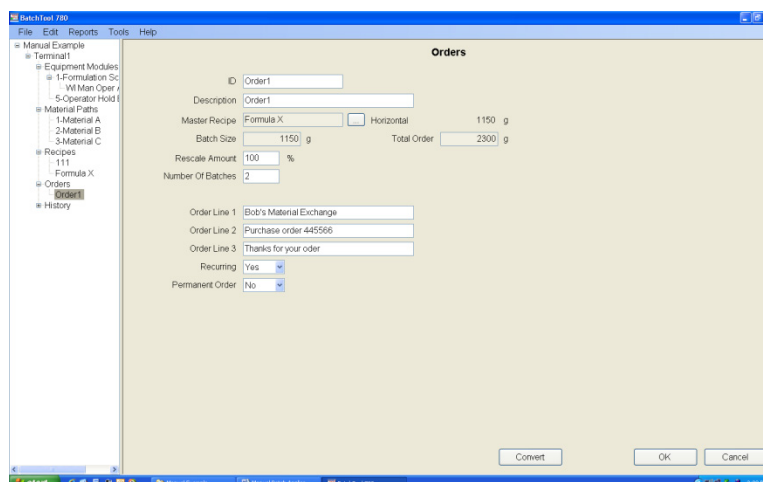 BatchTool 780
File Edit Reports Tools Help
Manual Example
Terminal1
Equipment Modules
1-Formulation Sc
WI Man Oper
5-Operator Hold
Material Paths
1-Material A
2-Material B
3-Material C
Recipes
111
Formula X
Orders
Order1
History
Orders
ID Order1
Description Order1
Master Recipe Formula X ... Horizontal 1150 g
Batch Size 1150 g Total Order 2300 g
Rescale Amount 100 %
Number Of Batches 2
Order Line 1 Bob's Material Exchange
Order Line 2 Purchase order 445566
Order Line 3 Thanks for your oder
Recurring Yes
Permanent Order No
Convert OK Cancel